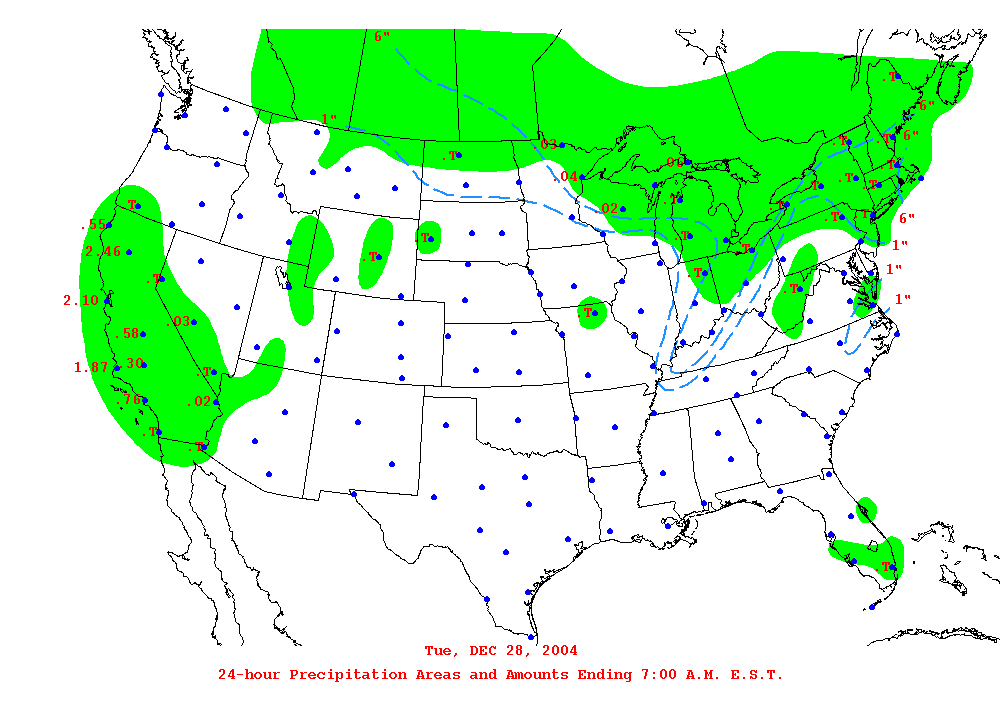 6"
1"
6"
.03
.T
.T
6"
.T
.T
.04
.T
.T
.T
.T
.02
.T
.T
.T
.T
6"
.55
.T
.T
2.46
.T
.T
1"
.T
.T
1"
.T
2.10
1"
.03
.T
.58
.30
1.87
.T
.76
.02
.T
.T
.T
Tue, DEC 28, 2004
24-hour Precipitation Areas and Amounts Ending 7:00 A.M. E.S.T.